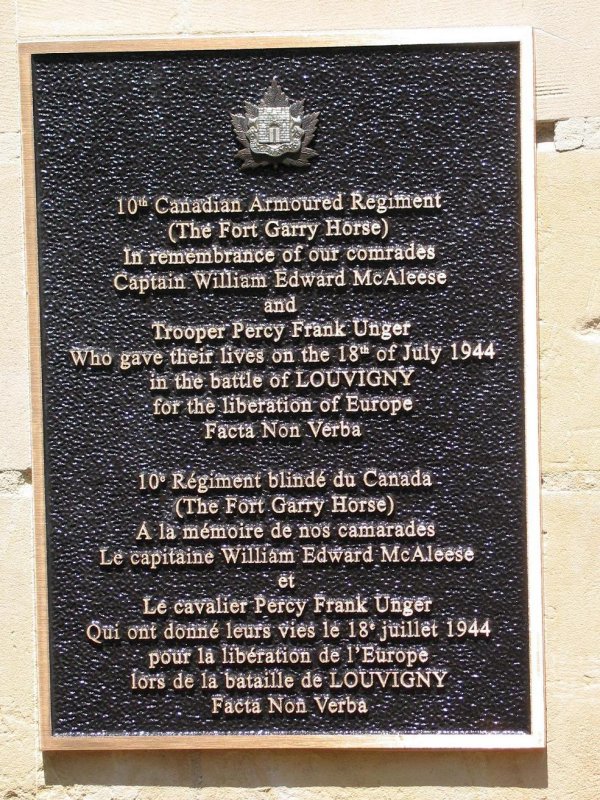 10th Canadian Armoured Regiment
(The Fort Garry Horse)
In remembrance of our comrades
Captain William Edward McAleese
and
Trooper Percy Frank Unger
Who gave their lives on the 18th of July 1944
in the battle of LOUVIGNY
for the liberation of Europe
Facta Non Verba
10e Régiment blindé du Canada
(The Fort Garry Horse)
A la mémoire de nos camarades
Le capitaine William Edward McAleese
et
Le cavalier Percy Frank Unger
Qui ont donné leurs vies le 18e juillet 1944
pour la libération de l'Europe
lors de la bataille de LOUVIGNY
Facta Non Verba